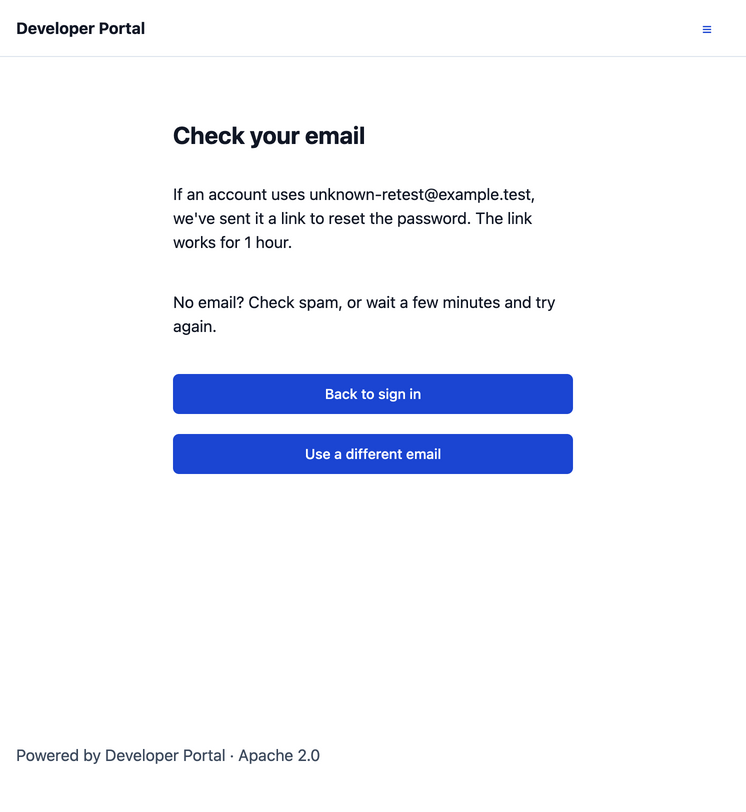 Developer Portal
≡
Check your email
If an account uses unknown-retest@example.test,
we've sent it a link to reset the password. The link
works for 1 hour.
No email? Check spam, or wait a few minutes and try
again.
Back to sign in
Use a different email
Powered by Developer Portal · Apache 2.0